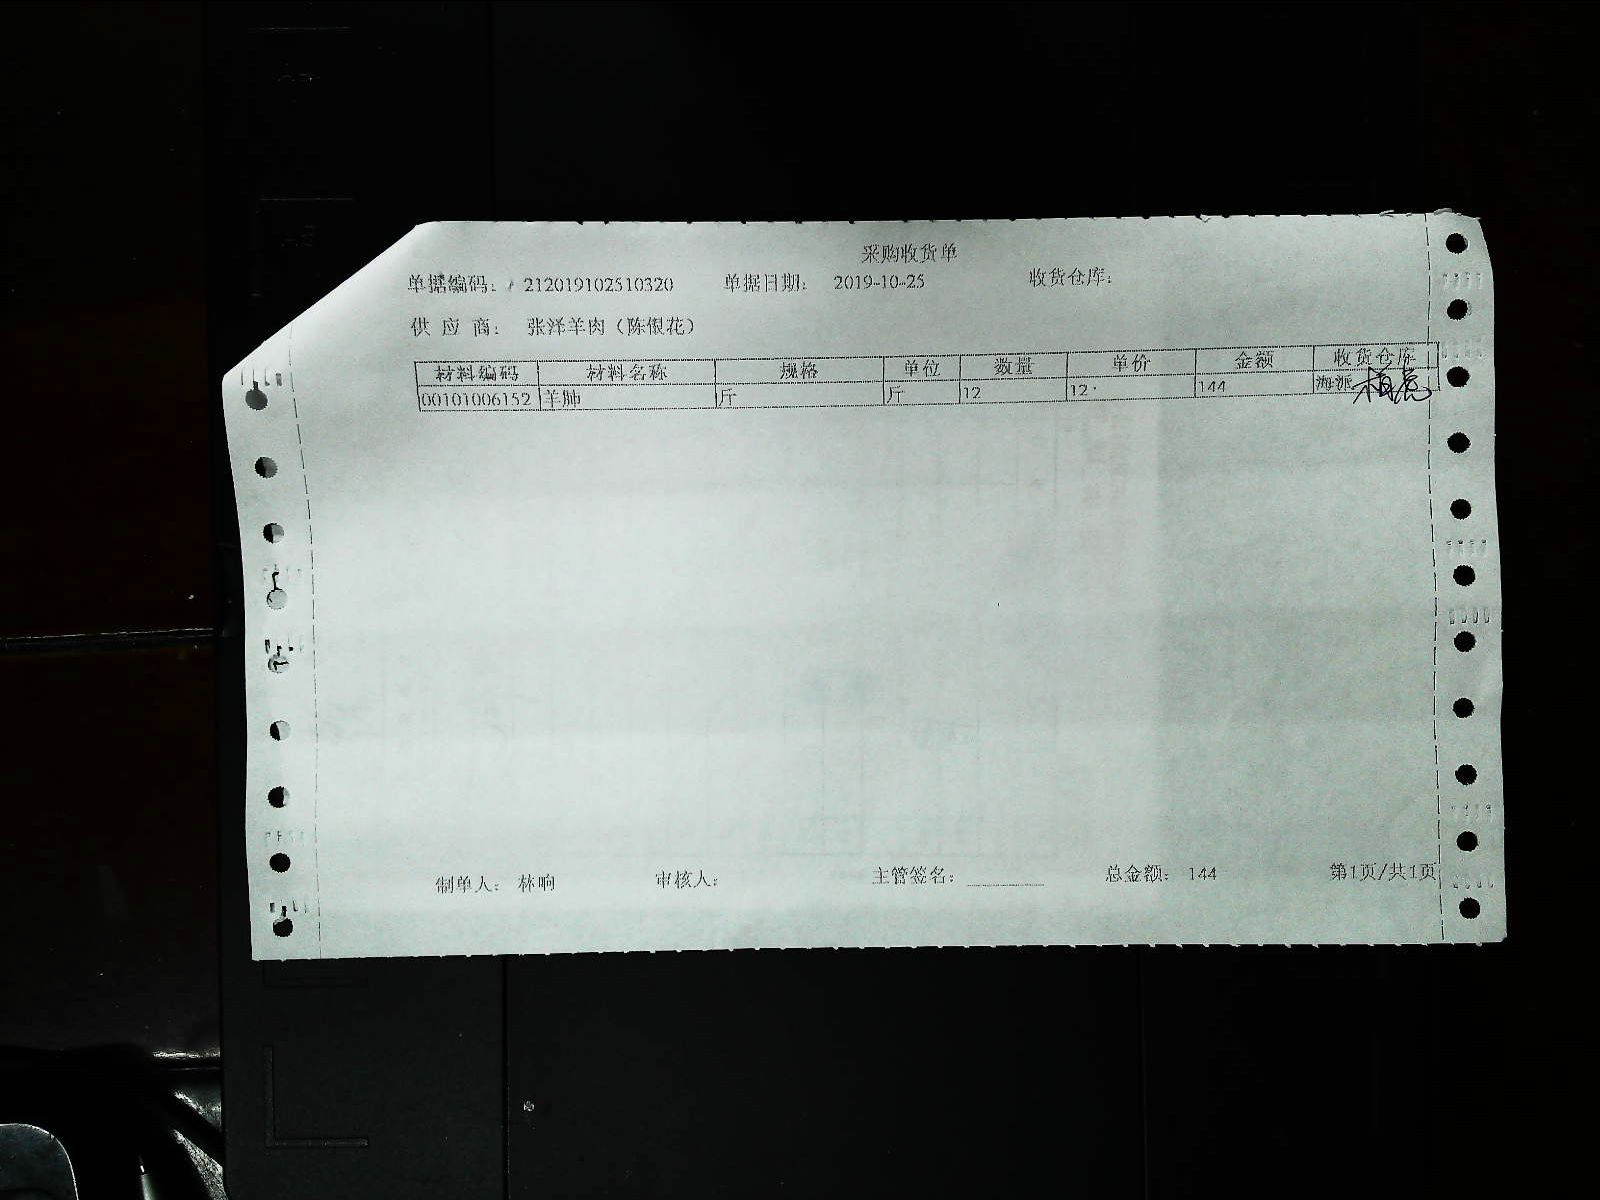 采购收货单
单据编码： 212019102510320 单据日期： 2019-10-25 收货仓库：
供 应 商： 张泽羊肉（陈银花）
材料编码 材料名称 规格 单位 数量 单价 金额 收货仓库
00101006152 羊肺 斤 斤 12 12 144 海派
制单人： 林响 审核人： 主管签名： 总金额： 144 第1页/共1页